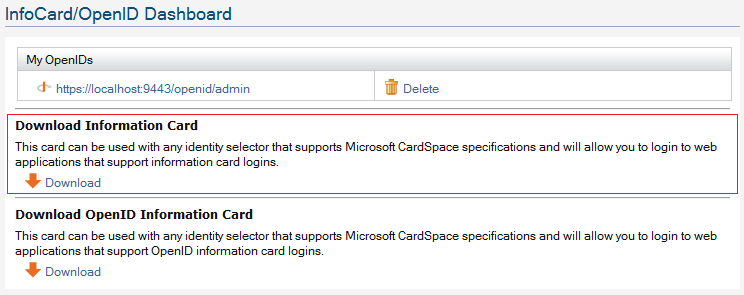 InfoCard/OpenID Dashboard
My OpenIDs
https://localhost:9443/openid/admin Delete
Download Information Card
This card can be used with any identity selector that supports Microsoft CardSpace specifications and will allow you to login to web
applications that support information card logins.
Download
Download OpenID Information Card
This card can be used with any identity selector that supports Microsoft CardSpace specifications and will allow you to login to web
applications that support OpenID information card logins.
Download